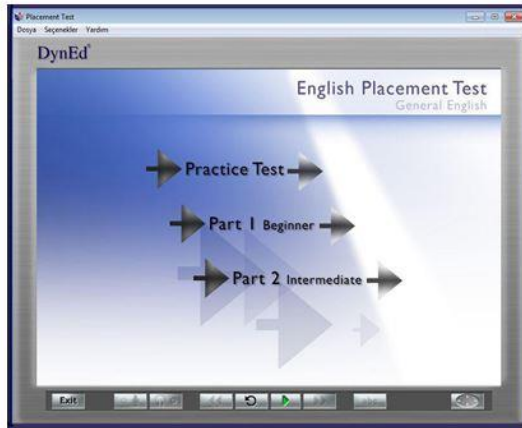 Placement Test
Dosya Seçenekler Yardım
DynEd
English Placement Test
General English
Practice Test
Part 1 Beginner
Part 2 Intermediate
Exit